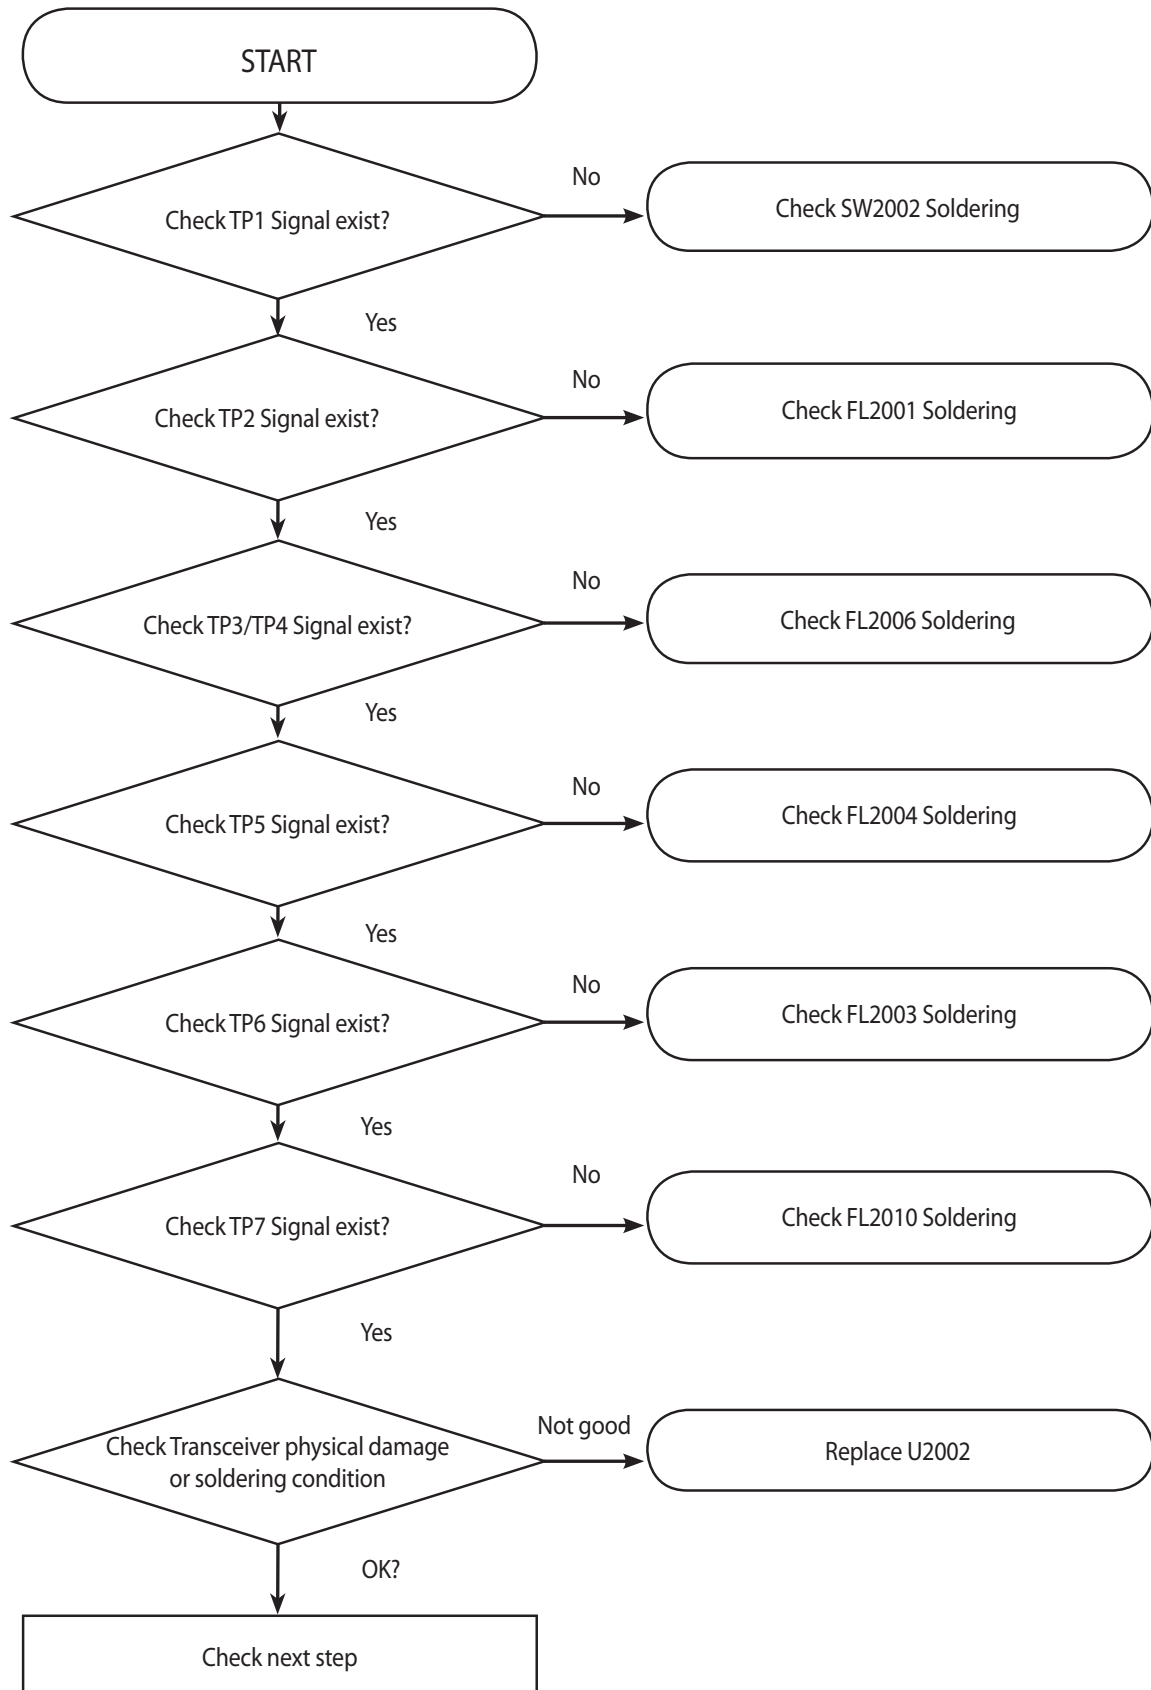 START
Check TP1 Signal exist?
No
Check SW2002 Soldering
Yes
Check TP2 Signal exist?
No
Check FL2001 Soldering
Yes
Check TP3/TP4 Signal exist?
No
Check FL2006 Soldering
Yes
Check TP5 Signal exist?
No
Check FL2004 Soldering
Yes
Check TP6 Signal exist?
No
Check FL2003 Soldering
Yes
Check TP7 Signal exist?
No
Check FL2010 Soldering
Yes
Check Transceiver physical damage
or soldering condition
Not good
Replace U2002
OK?
Check next step